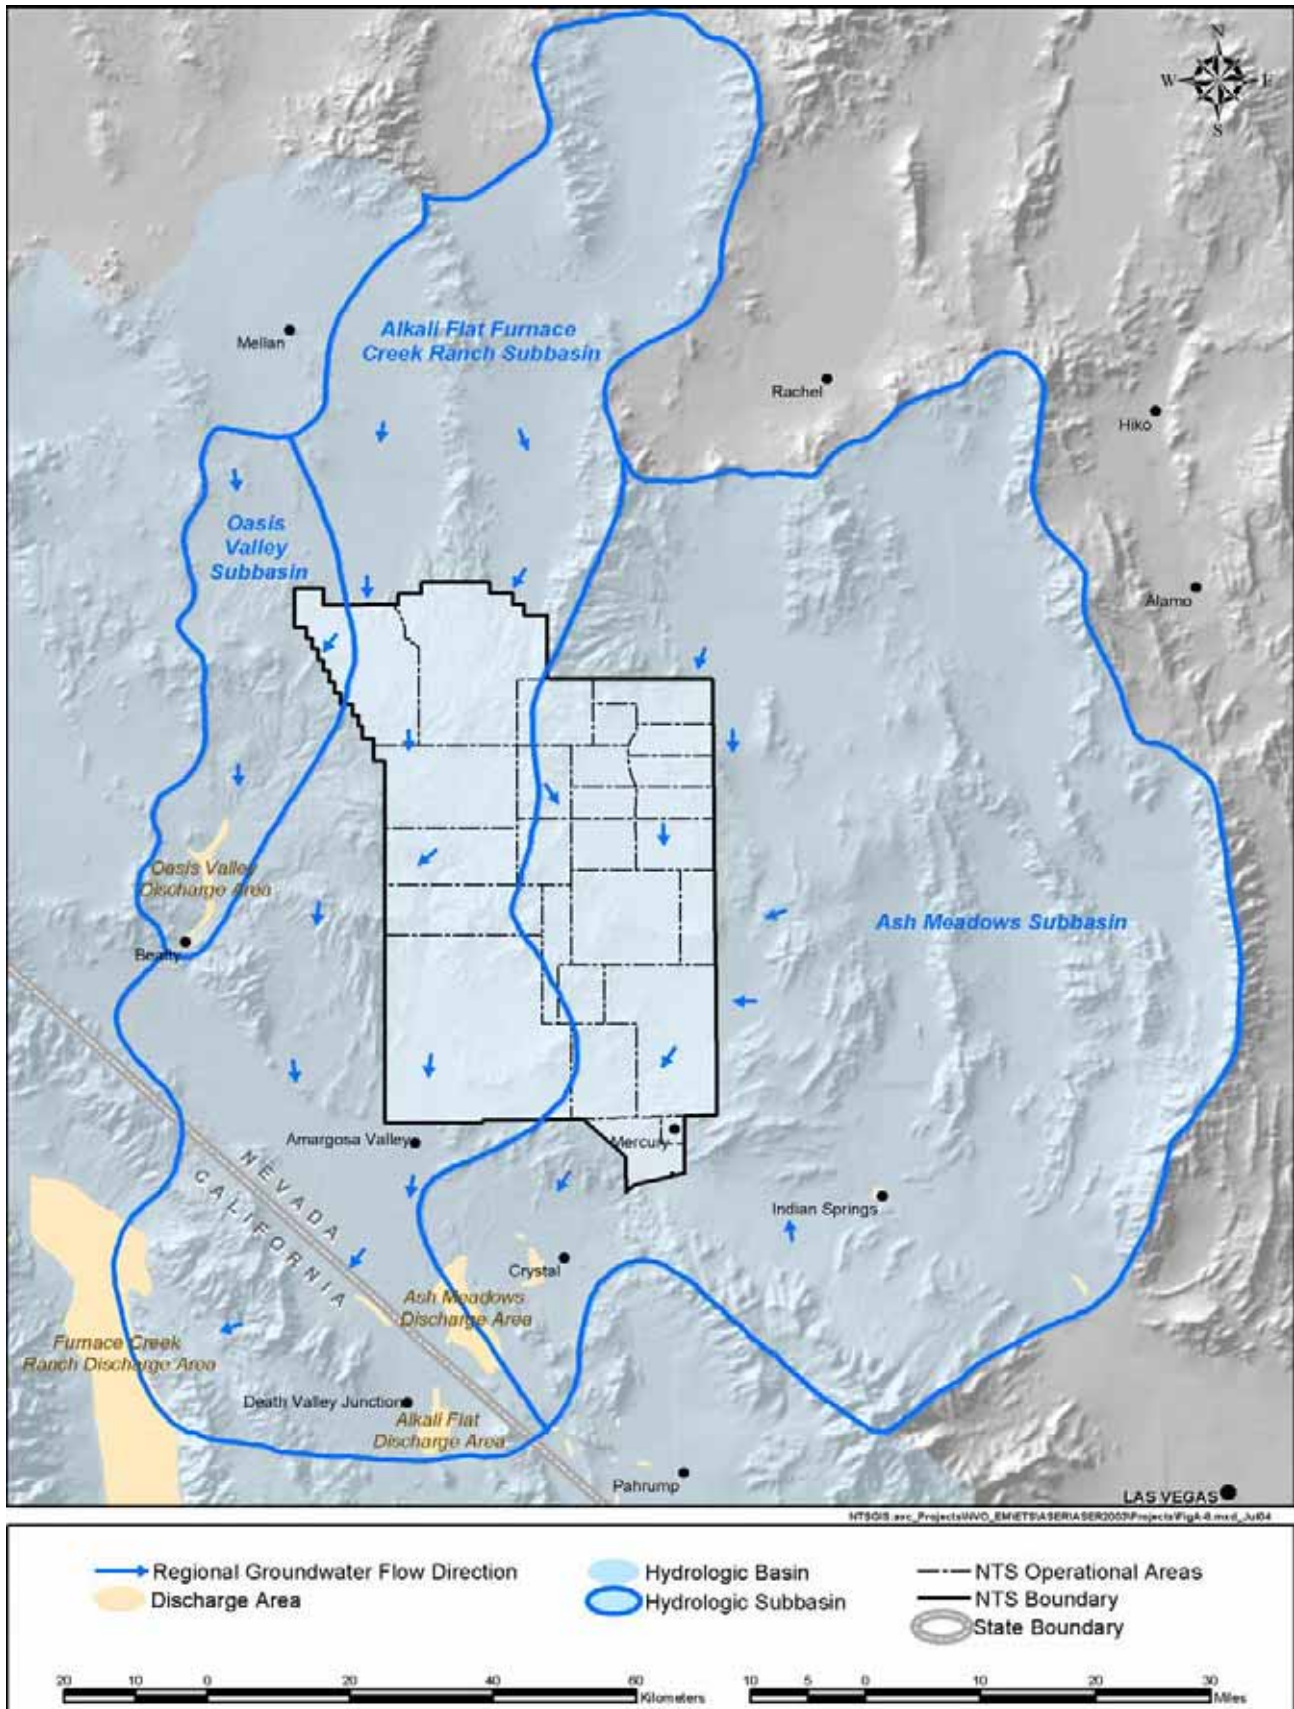 N
W E
S
Mellan
Alkali Flat Furnace
Creek Ranch Subbasin
Rachel
Hiko
Oasis
Valley
Subbasin
Alamo
Oasis Valley
Discharge Area
Ash Meadows Subbasin
Beatty
Amargosa Valley
Mercury
NEVADA
CALIFORNIA
Indian Springs
Crystal
Ash Meadows
Discharge Area
Furnace Creek
Ranch Discharge Area
Death Valley Junction
Alkali Flat
Discharge Area
Pahrump
LAS VEGAS
Regional Groundwater Flow Direction
Discharge Area
Hydrologic Basin
Hydrologic Subbasin
NTS Operational Areas
NTS Boundary
State Boundary
20 10 0 20 40 60
Kilometers
10 5 0 10 20 30
Miles